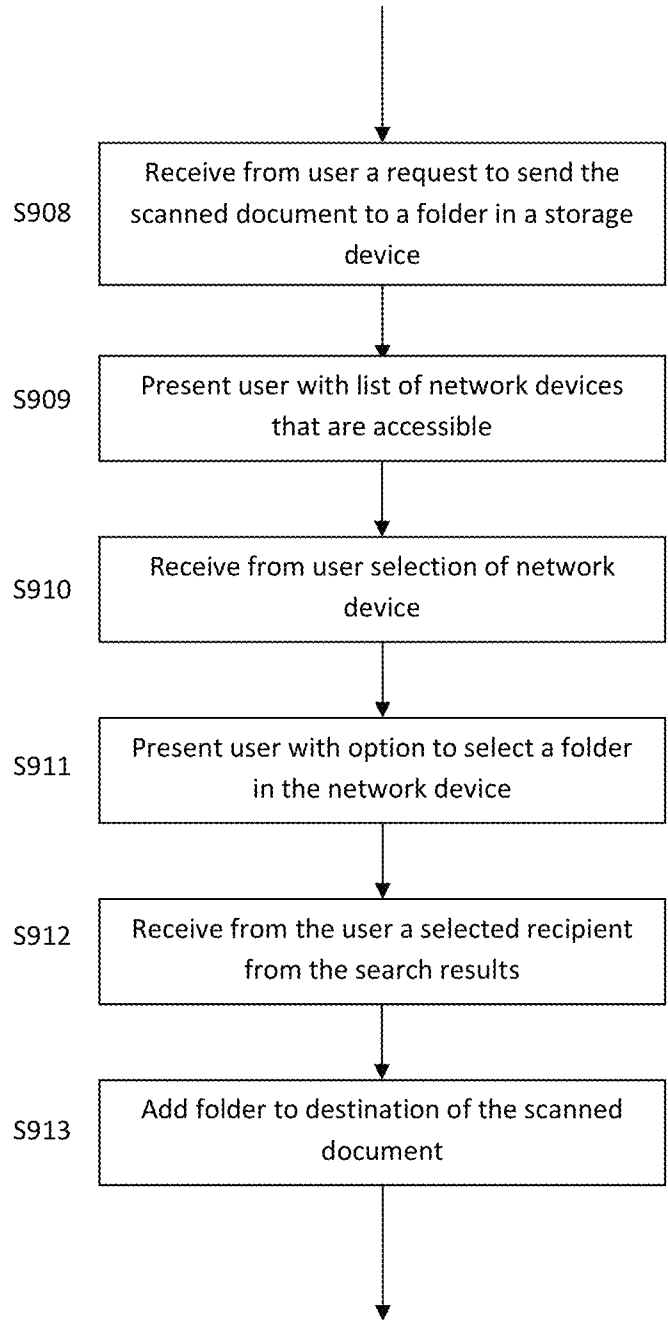 S908
Receive from user a request to send the
scanned document to a folder in a storage
device
S909
Present user with list of network devices
that are accessible
S910
Receive from user selection of network
device
S911
Present user with option to select a folder
in the network device
S912
Receive from the user a selected recipient
from the search results
S913
Add folder to destination of the scanned
document